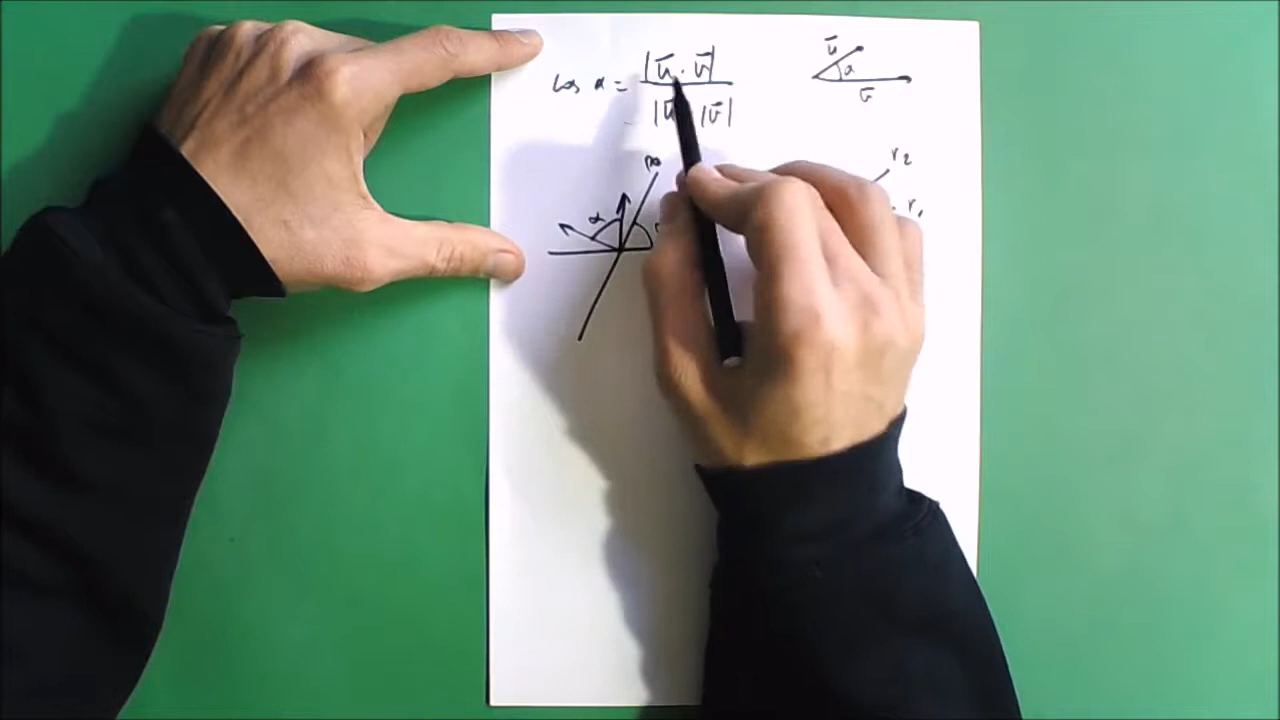 cos α = |ū · v̄|
|ū| |v̄|
ū
α
v̄
r₂
r₁
α